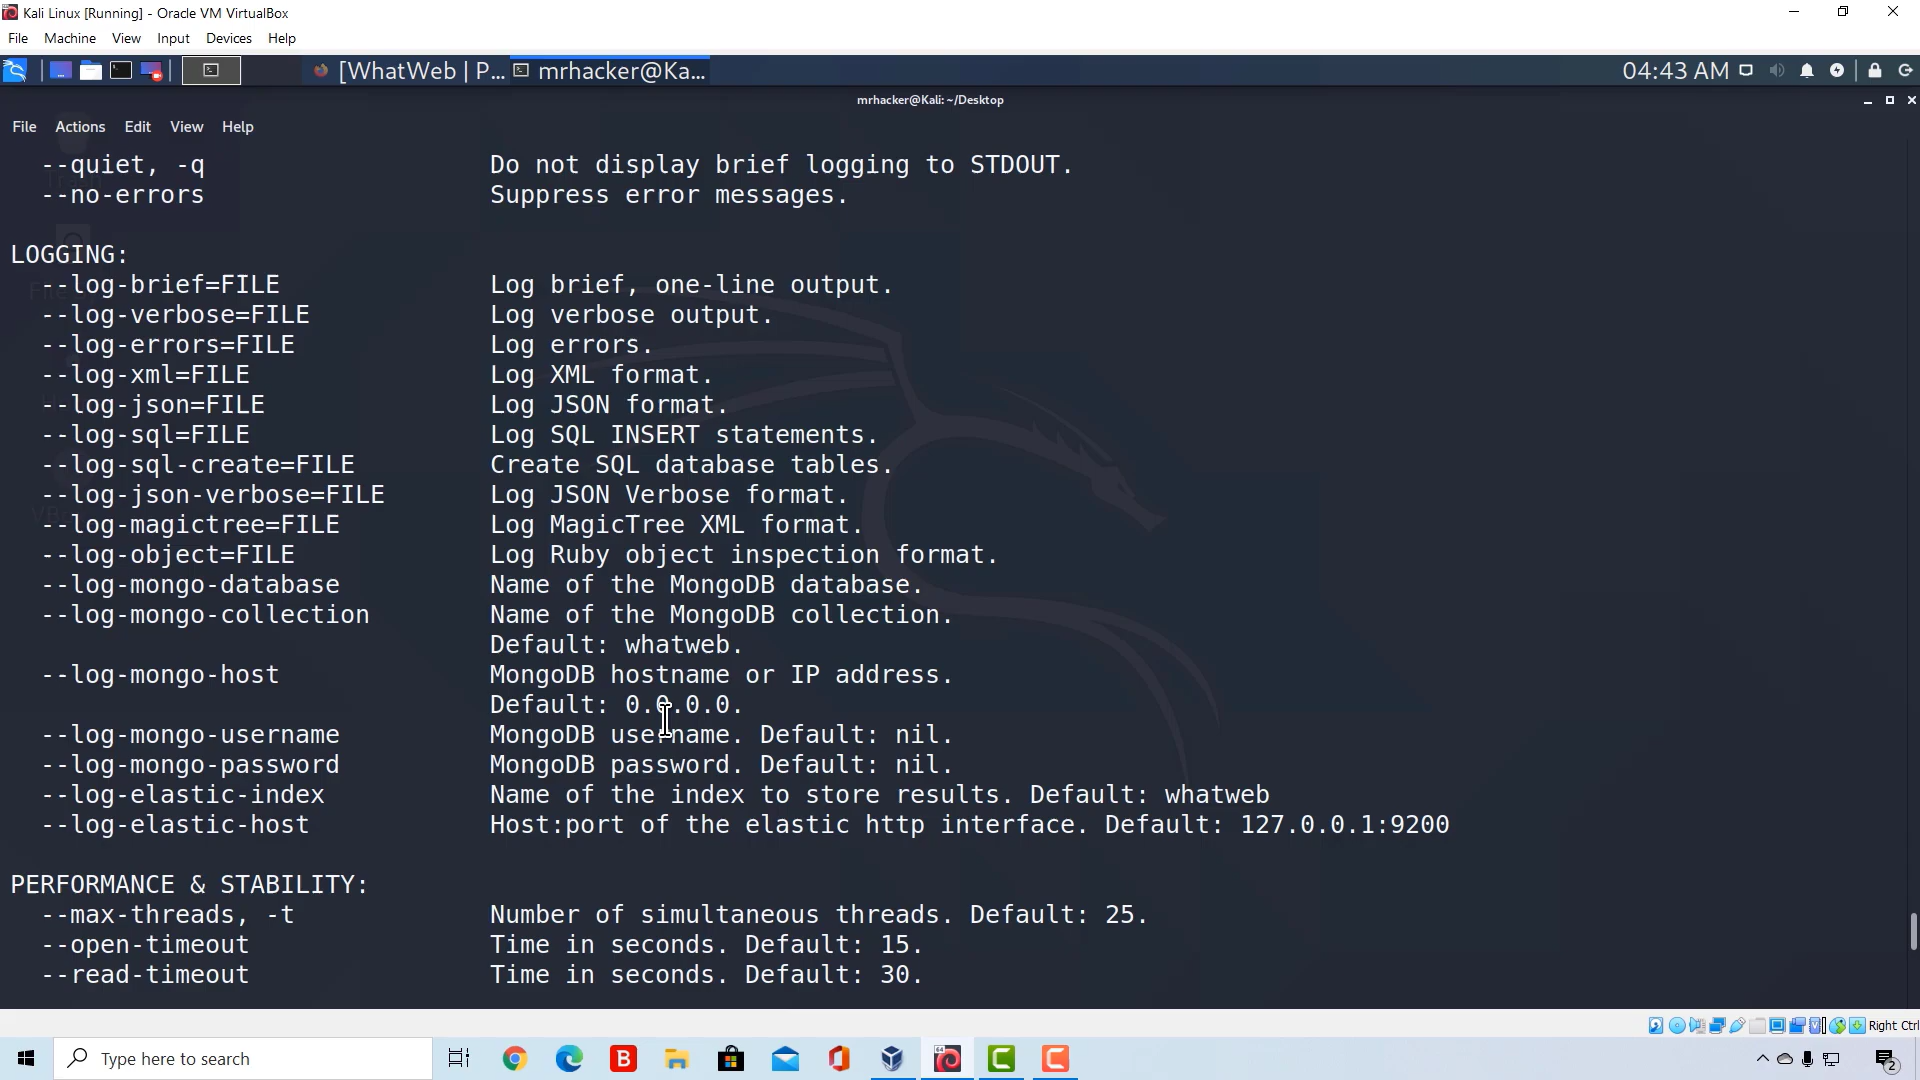 Kali Linux [Running] - Oracle VM VirtualBox
File Machine View Input Devices Help
[WhatWeb | P... mrhacker@Ka... 04:43 AM
mrhacker@Kali: ~/Desktop
File Actions Edit View Help
--quiet, -q Do not display brief logging to STDOUT.
--no-errors Suppress error messages.
LOGGING:
--log-brief=FILE Log brief, one-line output.
--log-verbose=FILE Log verbose output.
--log-errors=FILE Log errors.
--log-xml=FILE Log XML format.
--log-json=FILE Log JSON format.
--log-sql=FILE Log SQL INSERT statements.
--log-sql-create=FILE Create SQL database tables.
--log-json-verbose=FILE Log JSON Verbose format.
--log-magictree=FILE Log MagicTree XML format.
--log-object=FILE Log Ruby object inspection format.
--log-mongo-database Name of the MongoDB database.
--log-mongo-collection Name of the MongoDB collection.
Default: whatweb.
--log-mongo-host MongoDB hostname or IP address.
Default: 0.0.0.0.
--log-mongo-username MongoDB username. Default: nil.
--log-mongo-password MongoDB password. Default: nil.
--log-elastic-index Name of the index to store results. Default: whatweb
--log-elastic-host Host:port of the elastic http interface. Default: 127.0.0.1:9200
PERFORMANCE & STABILITY:
--max-threads, -t Number of simultaneous threads. Default: 25.
--open-timeout Time in seconds. Default: 15.
--read-timeout Time in seconds. Default: 30.
Right Ctrl
Type here to search
2